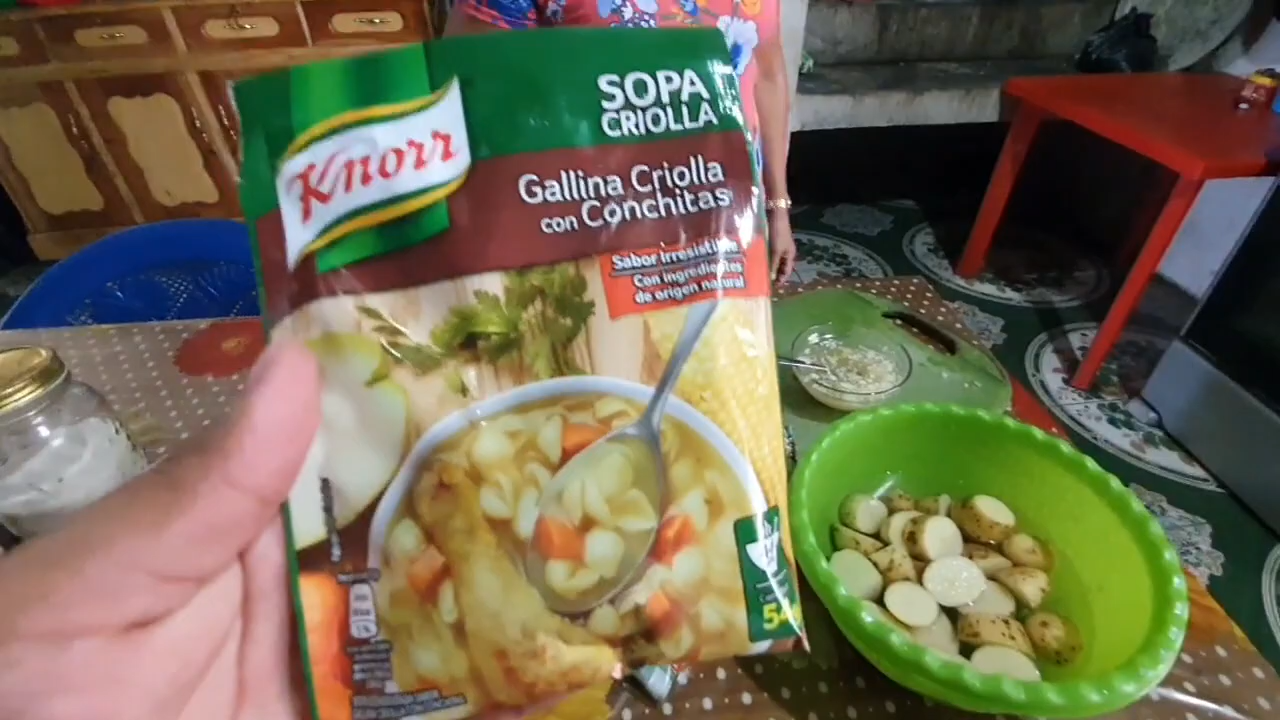 Knorr
SOPA
CRIOLLA
Gallina Criolla
con Conchitas
Sabor Irresistible
Con ingredientes
de origen natural